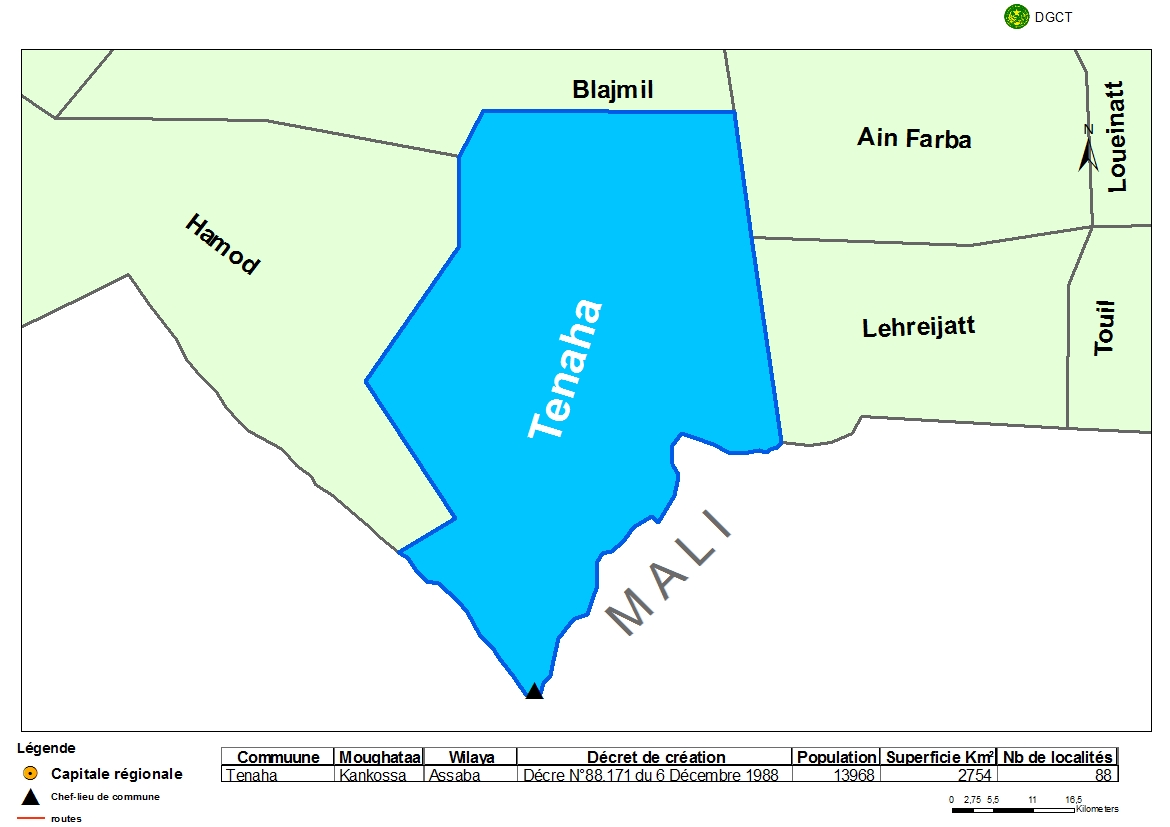 DGCT
Blajmil
Ain Farba
Loueinatt
N
Hamod
Tenaha
Lehreijatt
Touil
MALI
Légende
Capitale régionale
Chef-lieu de commune
routes
Commuune Moughataa Wilaya Décret de création Population Superficie Km² Nb de localités
Tenaha Kankossa Assaba Décre N°88.171 du 6 Décembre 1988 13968 2754 88
0 2,75 5,5 11 16,5
Kilometers